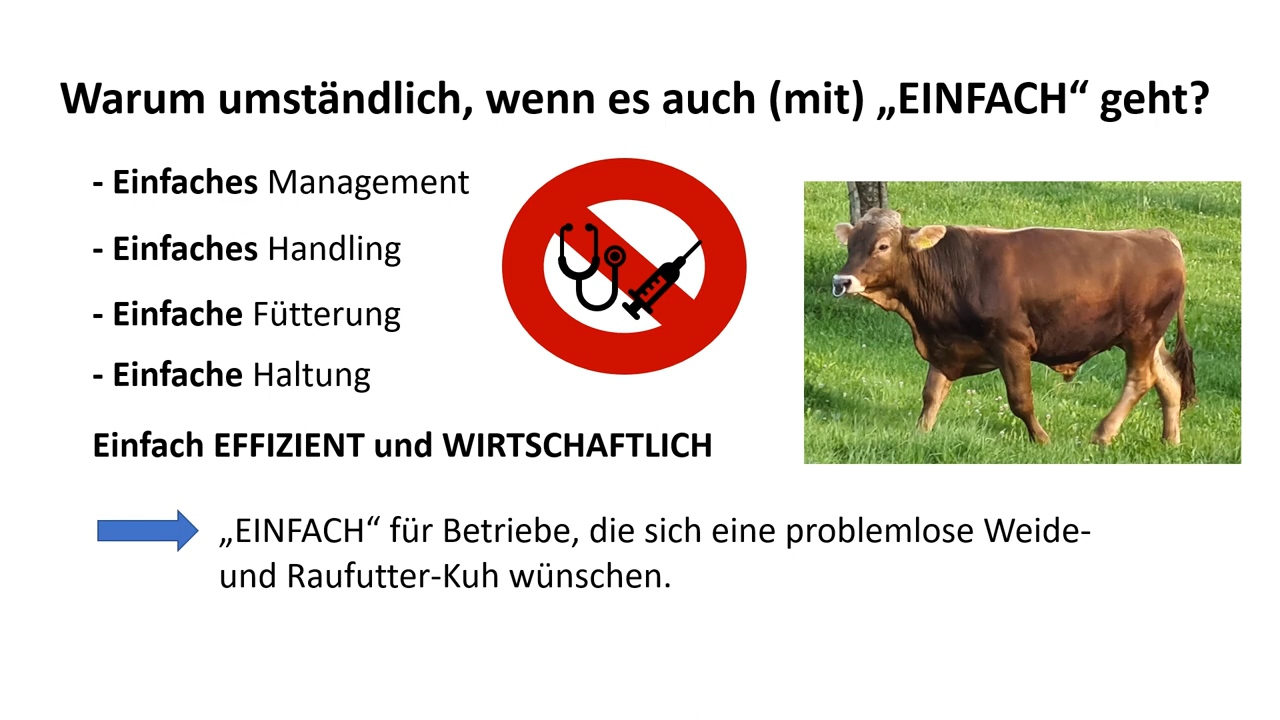 Warum umständlich, wenn es auch (mit) „EINFACH“ geht?
- Einfaches Management
- Einfaches Handling
- Einfache Fütterung
- Einfache Haltung
Einfach EFFIZIENT und WIRTSCHAFTLICH
„EINFACH“ für Betriebe, die sich eine problemlose Weide-
und Raufutter-Kuh wünschen.